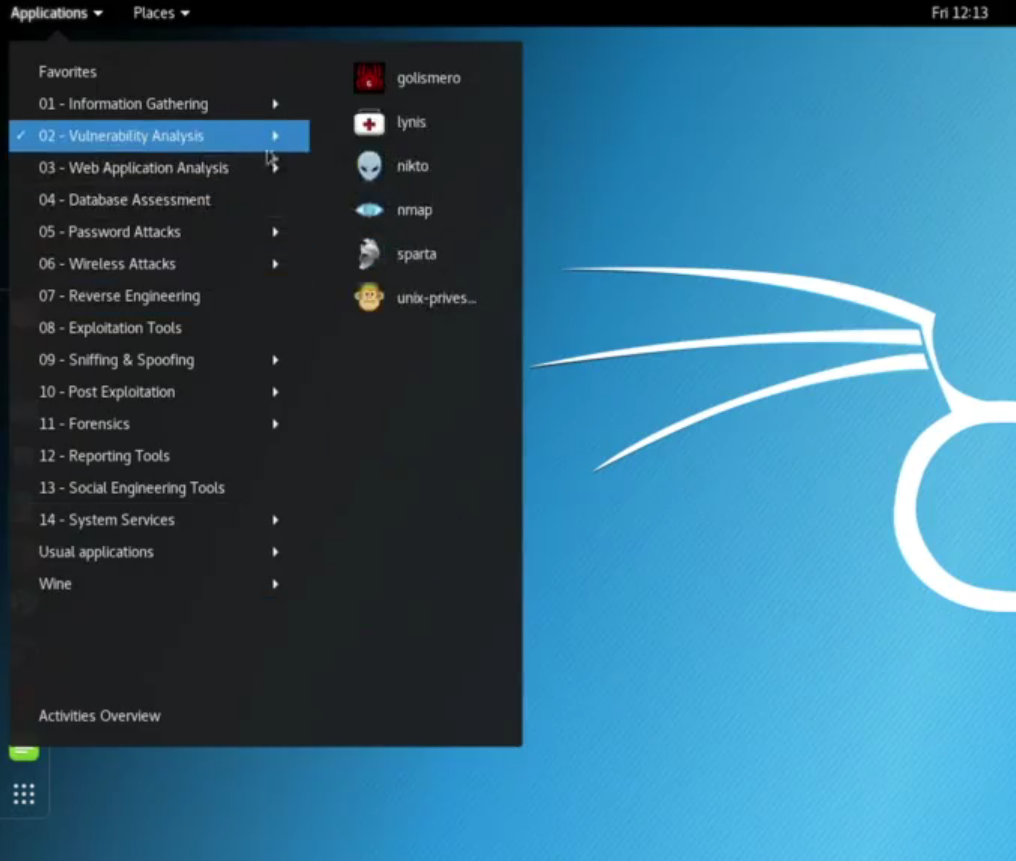 Applications Places Fri 12:13
Favorites
01 - Information Gathering
02 - Vulnerability Analysis
03 - Web Application Analysis
04 - Database Assessment
05 - Password Attacks
06 - Wireless Attacks
07 - Reverse Engineering
08 - Exploitation Tools
09 - Sniffing & Spoofing
10 - Post Exploitation
11 - Forensics
12 - Reporting Tools
13 - Social Engineering Tools
14 - System Services
Usual applications
Wine
Activities Overview
golismero
lynis
nikto
nmap
sparta
unix-prives...